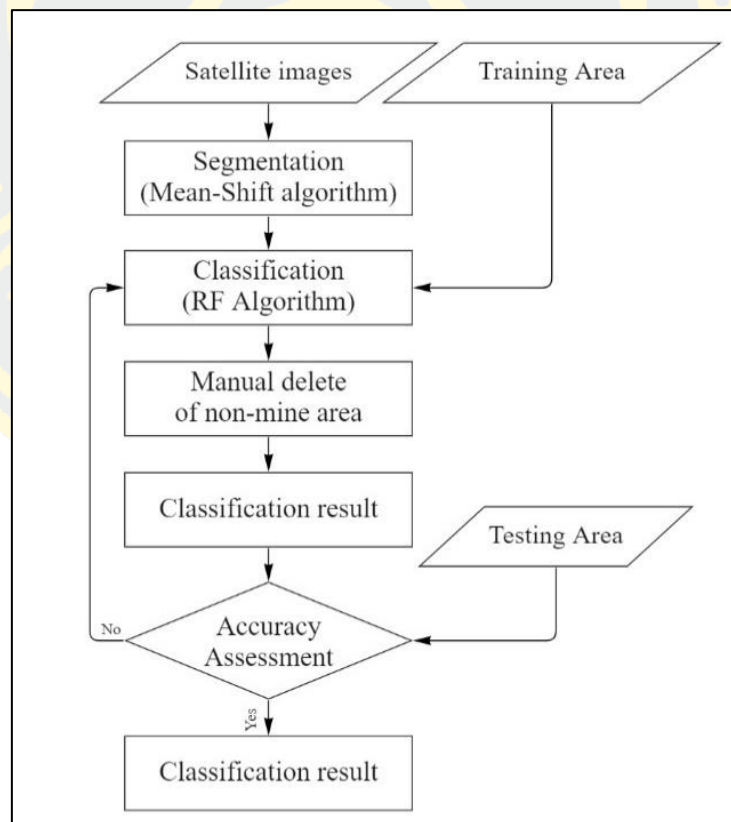 Satellite images
Training Area
Segmentation
(Mean-Shift algorithm)
Classification
(RF Algorithm)
Manual delete
of non-mine area
Classification result
Testing Area
No
Accuracy
Assessment
Yes
Classification result